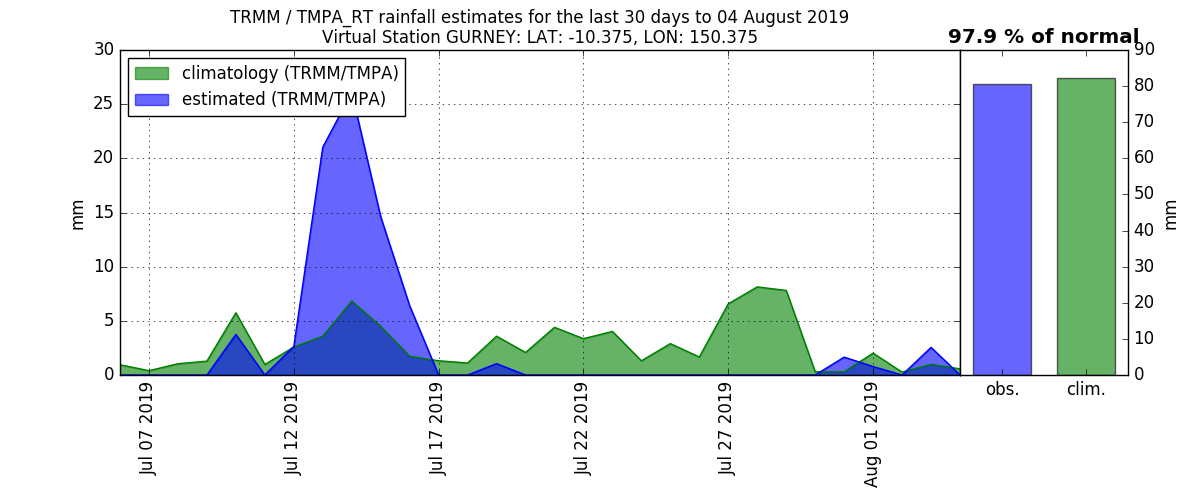 TRMM / TMPA_RT rainfall estimates for the last 30 days to 04 August 2019
Virtual Station GURNEY: LAT: -10.375, LON: 150.375
97.9 % of normal
climatology (TRMM/TMPA)
estimated (TRMM/TMPA)
30
25
20
15
10
5
0
mm
Jul 07 2019
Jul 12 2019
Jul 17 2019
Jul 22 2019
Jul 27 2019
Aug 01 2019
obs.
clim.
90
80
70
60
50
40
30
20
10
0
mm